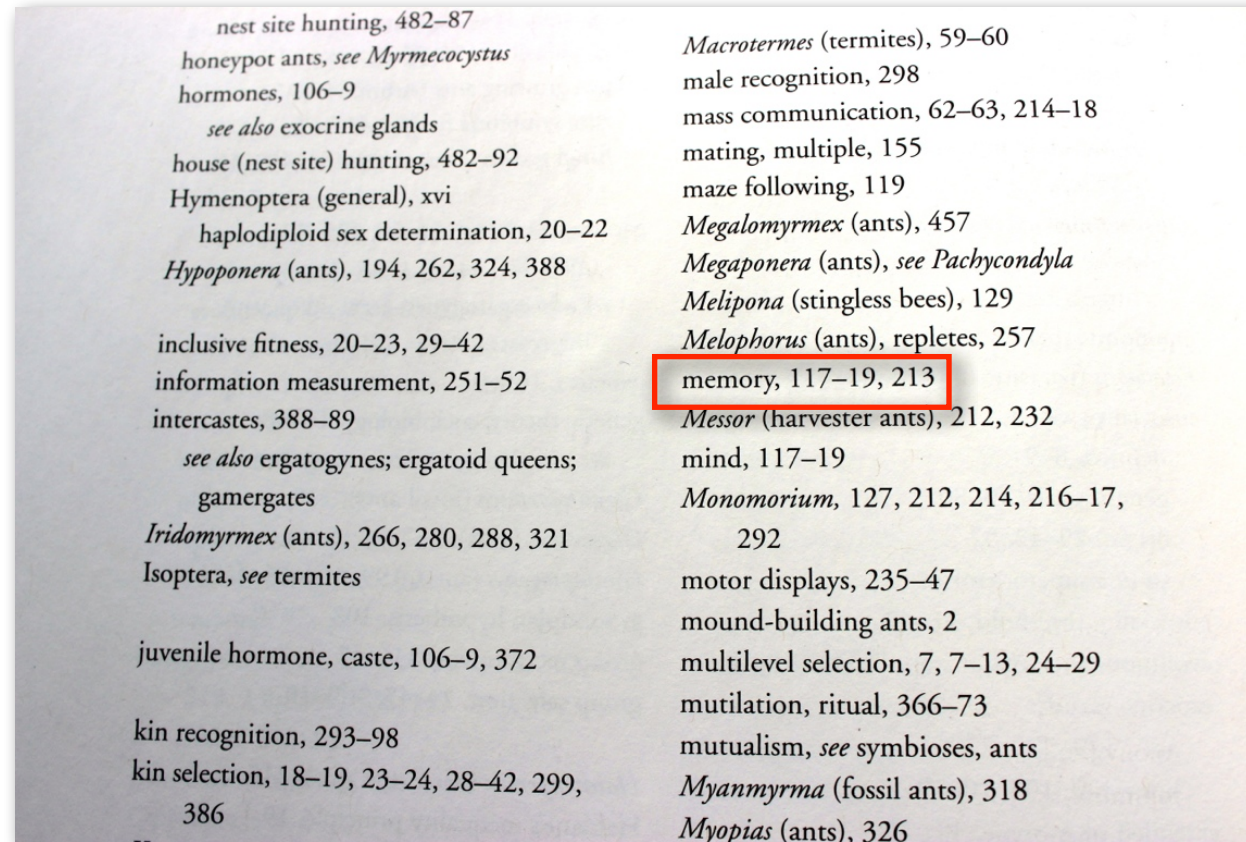 nest site hunting, 482–87
honeypot ants, see Myrmecocystus
hormones, 106–9
see also exocrine glands
house (nest site) hunting, 482–92
Hymenoptera (general), xvi
haplodiploid sex determination, 20–22
Hypoponera (ants), 194, 262, 324, 388
inclusive fitness, 20–23, 29–42
information measurement, 251–52
intercastes, 388–89
see also ergatogynes; ergatoid queens;
gamergates
Iridomyrmex (ants), 266, 280, 288, 321
Isoptera, see termites
juvenile hormone, caste, 106–9, 372
kin recognition, 293–98
kin selection, 18–19, 23–24, 28–42, 299,
386
Macrotermes (termites), 59–60
male recognition, 298
mass communication, 62–63, 214–18
mating, multiple, 155
maze following, 119
Megalomyrmex (ants), 457
Megaponera (ants), see Pachycondyla
Melipona (stingless bees), 129
Melophorus (ants), repletes, 257
memory, 117–19, 213
Messor (harvester ants), 212, 232
mind, 117–19
Monomorium, 127, 212, 214, 216–17,
292
motor displays, 235–47
mound-building ants, 2
multilevel selection, 7, 7–13, 24–29
mutilation, ritual, 366–73
mutualism, see symbioses, ants
Myanmyrma (fossil ants), 318
Myopias (ants), 326